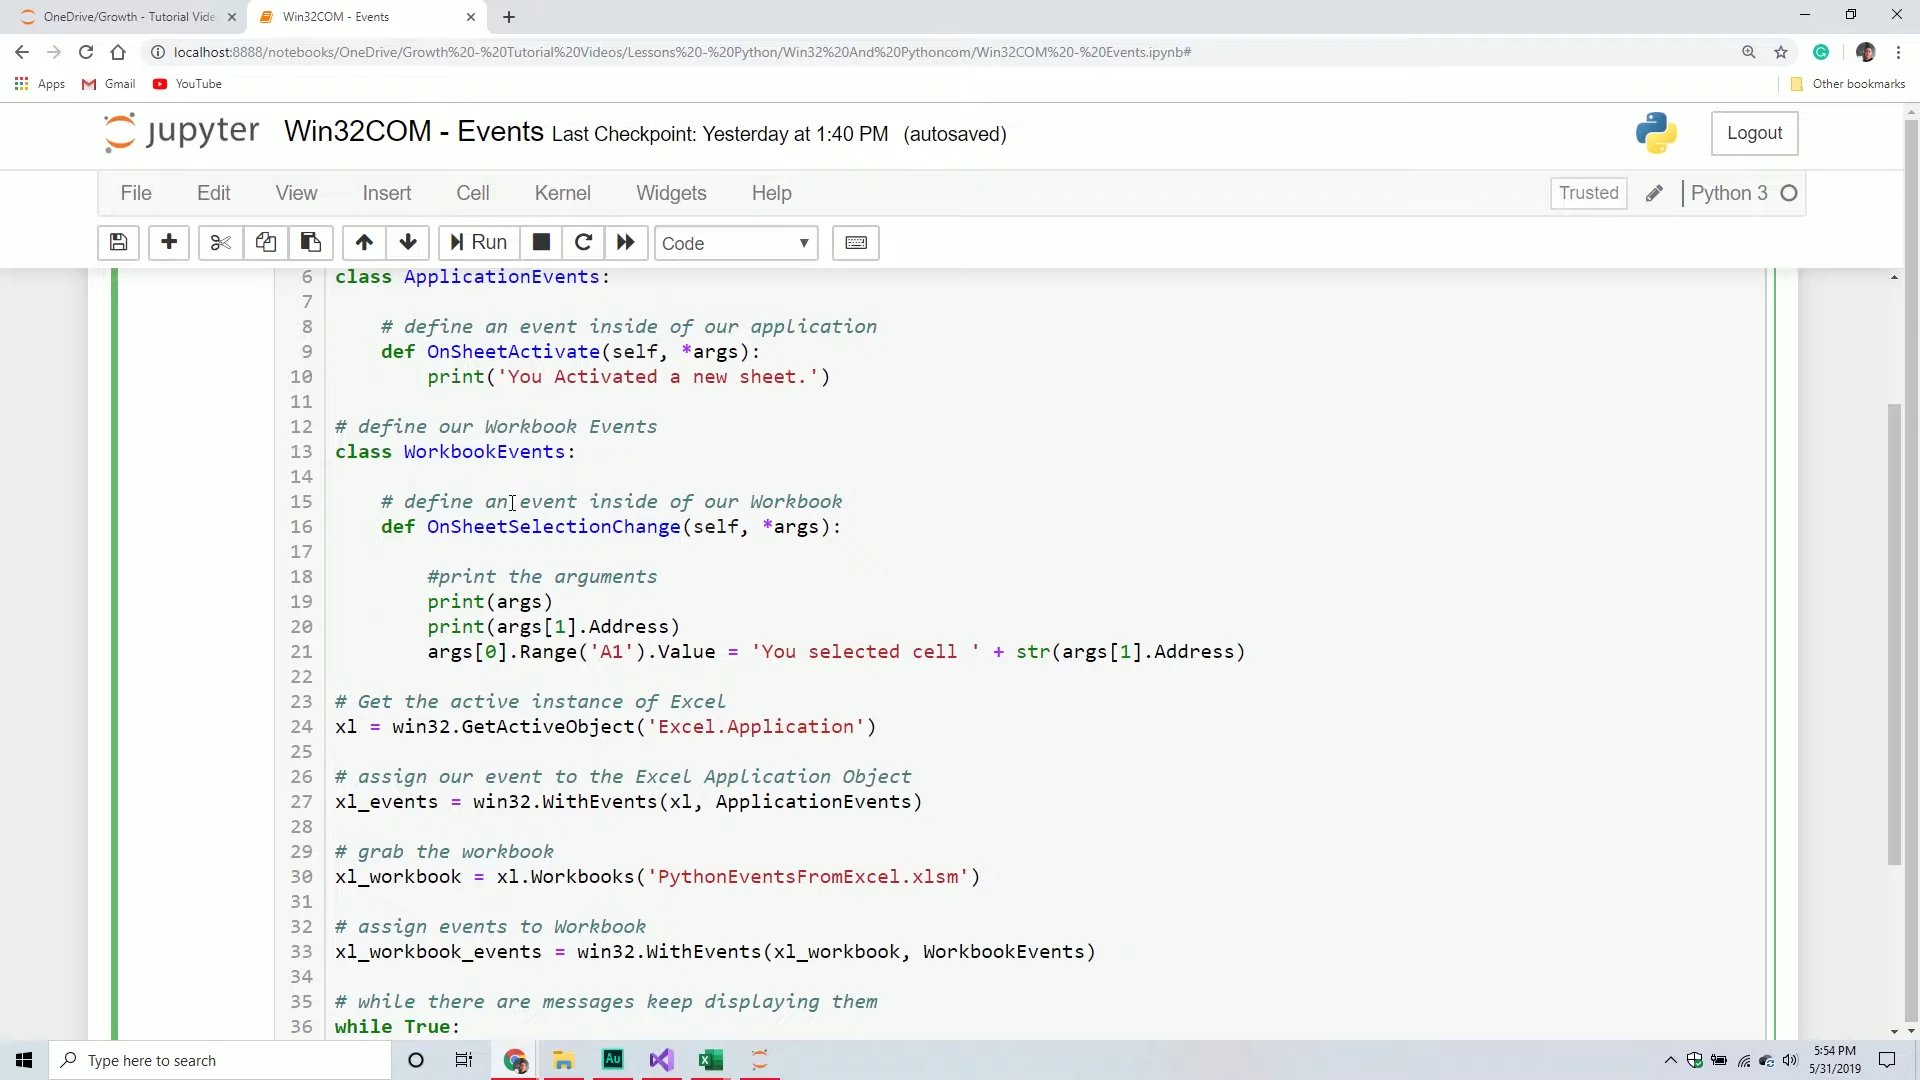 OneDrive/Growth - Tutorial Vide
Win32COM - Events
localhost:8888/notebooks/OneDrive/Growth%20-%20Tutorial%20Videos/Lessons%20-%20Python/Win32%20And%20Pythoncom/Win32COM%20-%20Events.ipynb#
Apps Gmail YouTube Other bookmarks
jupyter Win32COM - Events Last Checkpoint: Yesterday at 1:40 PM (autosaved) Logout
File Edit View Insert Cell Kernel Widgets Help Trusted Python 3
Run Code
6 class ApplicationEvents:
7
8 # define an event inside of our application
9 def OnSheetActivate(self, *args):
10 print('You Activated a new sheet.')
11
12 # define our Workbook Events
13 class WorkbookEvents:
14
15 # define an event inside of our Workbook
16 def OnSheetSelectionChange(self, *args):
17
18 #print the arguments
19 print(args)
20 print(args[1].Address)
21 args[0].Range('A1').Value = 'You selected cell ' + str(args[1].Address)
22
23 # Get the active instance of Excel
24 xl = win32.GetActiveObject('Excel.Application')
25
26 # assign our event to the Excel Application Object
27 xl_events = win32.WithEvents(xl, ApplicationEvents)
28
29 # grab the workbook
30 xl_workbook = xl.Workbooks('PythonEventsFromExcel.xlsm')
31
32 # assign events to Workbook
33 xl_workbook_events = win32.WithEvents(xl_workbook, WorkbookEvents)
34
35 # while there are messages keep displaying them
36 while True:
Type here to search
Au
5:54 PM
5/31/2019